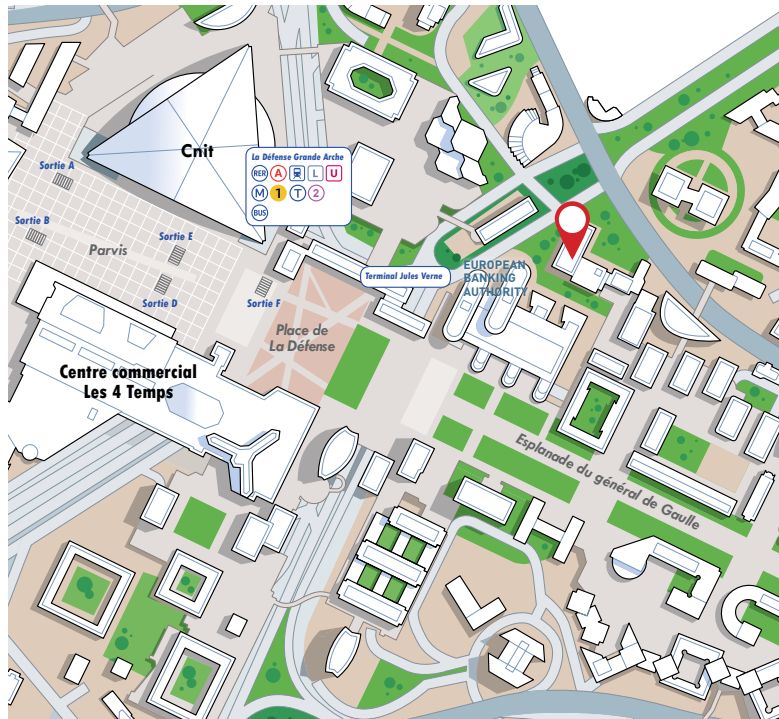 Cnit
La Défense Grande Arche
RER A L U
M 1 T 2
BUS
Sortie A
Sortie B
Parvis
Sortie E
Sortie D
Sortie F
Terminal Jules Verne
EUROPEAN
BANKING
AUTHORITY
Place de
La Défense
Centre commercial
Les 4 Temps
Esplanade du général de Gaulle